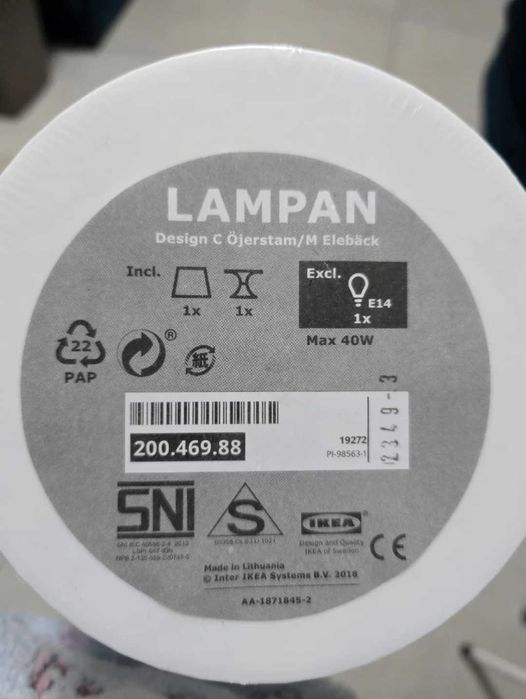 LAMPAN
Design C Öjerstam/M Elebäck
Incl.
1x
1x
Excl.
E14
1x
Max 40W
22
PAP
®
紙
200.469.88
19272
PI-98563-1
2349-3
SNI
S
IKEA
Design and Quality
IKEA of Sweden
CE
Made in Lithuania
© Inter IKEA Systems B.V. 2018
AA-1871845-2